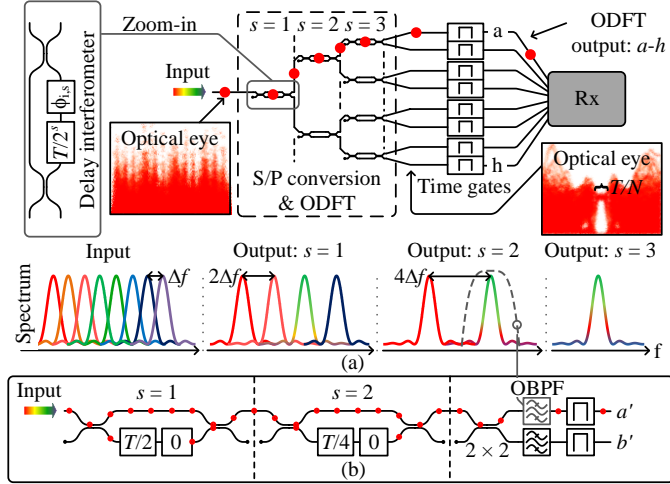 Zoom-in
s = 1 s = 2 s = 3
a
ODFT
output: a-h
Input
ϕi,s
T/2^s
Delay interferometer
Rx
Optical eye
S/P conversion
& ODFT
h
Time gates
Optical eye
T/N
Input
Output: s = 1
Output: s = 2
Output: s = 3
Δf
2Δf
4Δf
Spectrum
f
(a)
OBPF
Input
s = 1
s = 2
T/2 0
T/4 0
2 × 2
a'
b'
(b)